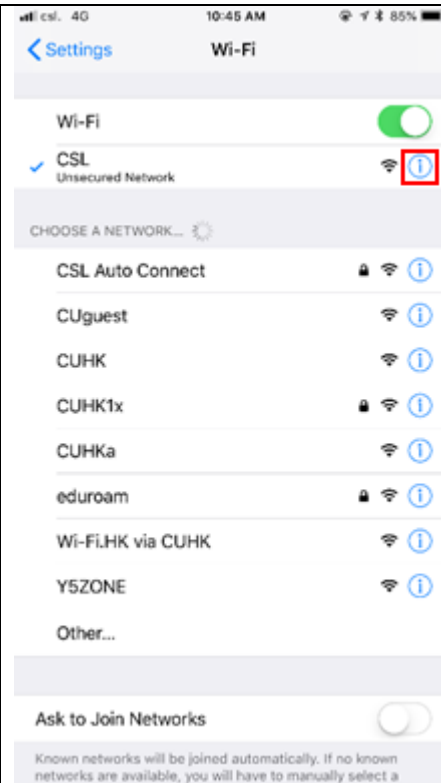 csl. 4G 10:45 AM 85%
Settings Wi-Fi
Wi-Fi
CSL
Unsecured Network
CHOOSE A NETWORK...
CSL Auto Connect
CUguest
CUHK
CUHK1x
CUHKa
eduroam
Wi-Fi.HK via CUHK
Y5ZONE
Other...
Ask to Join Networks
Known networks will be joined automatically. If no known
networks are available, you will have to manually select a